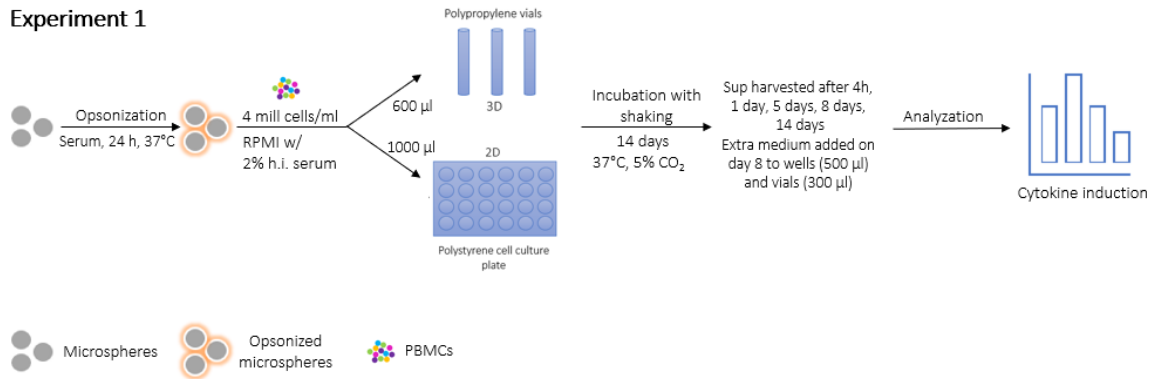 Experiment 1
Opsonization
Serum, 24 h, 37°C
4 mill cells/ml
RPMI w/
2% h.i. serum
600 µl
1000 µl
Polypropylene vials
3D
2D
Polystyrene cell culture
plate
Incubation with
shaking
14 days
37°C, 5% CO₂
Sup harvested after 4h,
1 day, 5 days, 8 days,
14 days
Extra medium added on
day 8 to wells (500 µl)
and vials (300 µl)
Analyzation
Cytokine induction
Microspheres
Opsonized
microspheres
PBMCs